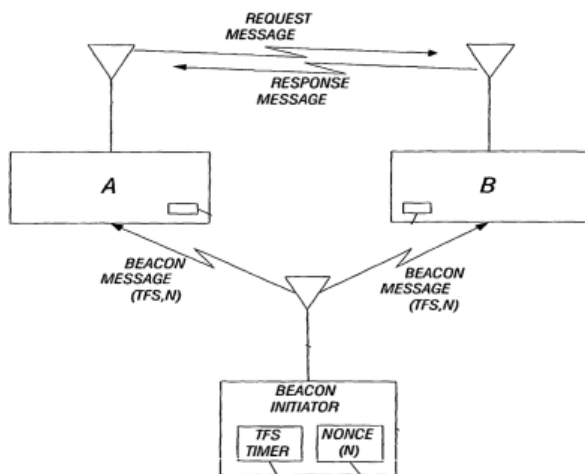 REQUEST
MESSAGE
RESPONSE
MESSAGE
A
B
BEACON
MESSAGE
(TFS,N)
BEACON
MESSAGE
(TFS,N)
BEACON
INITIATOR
TFS
TIMER
NONCE
(N)